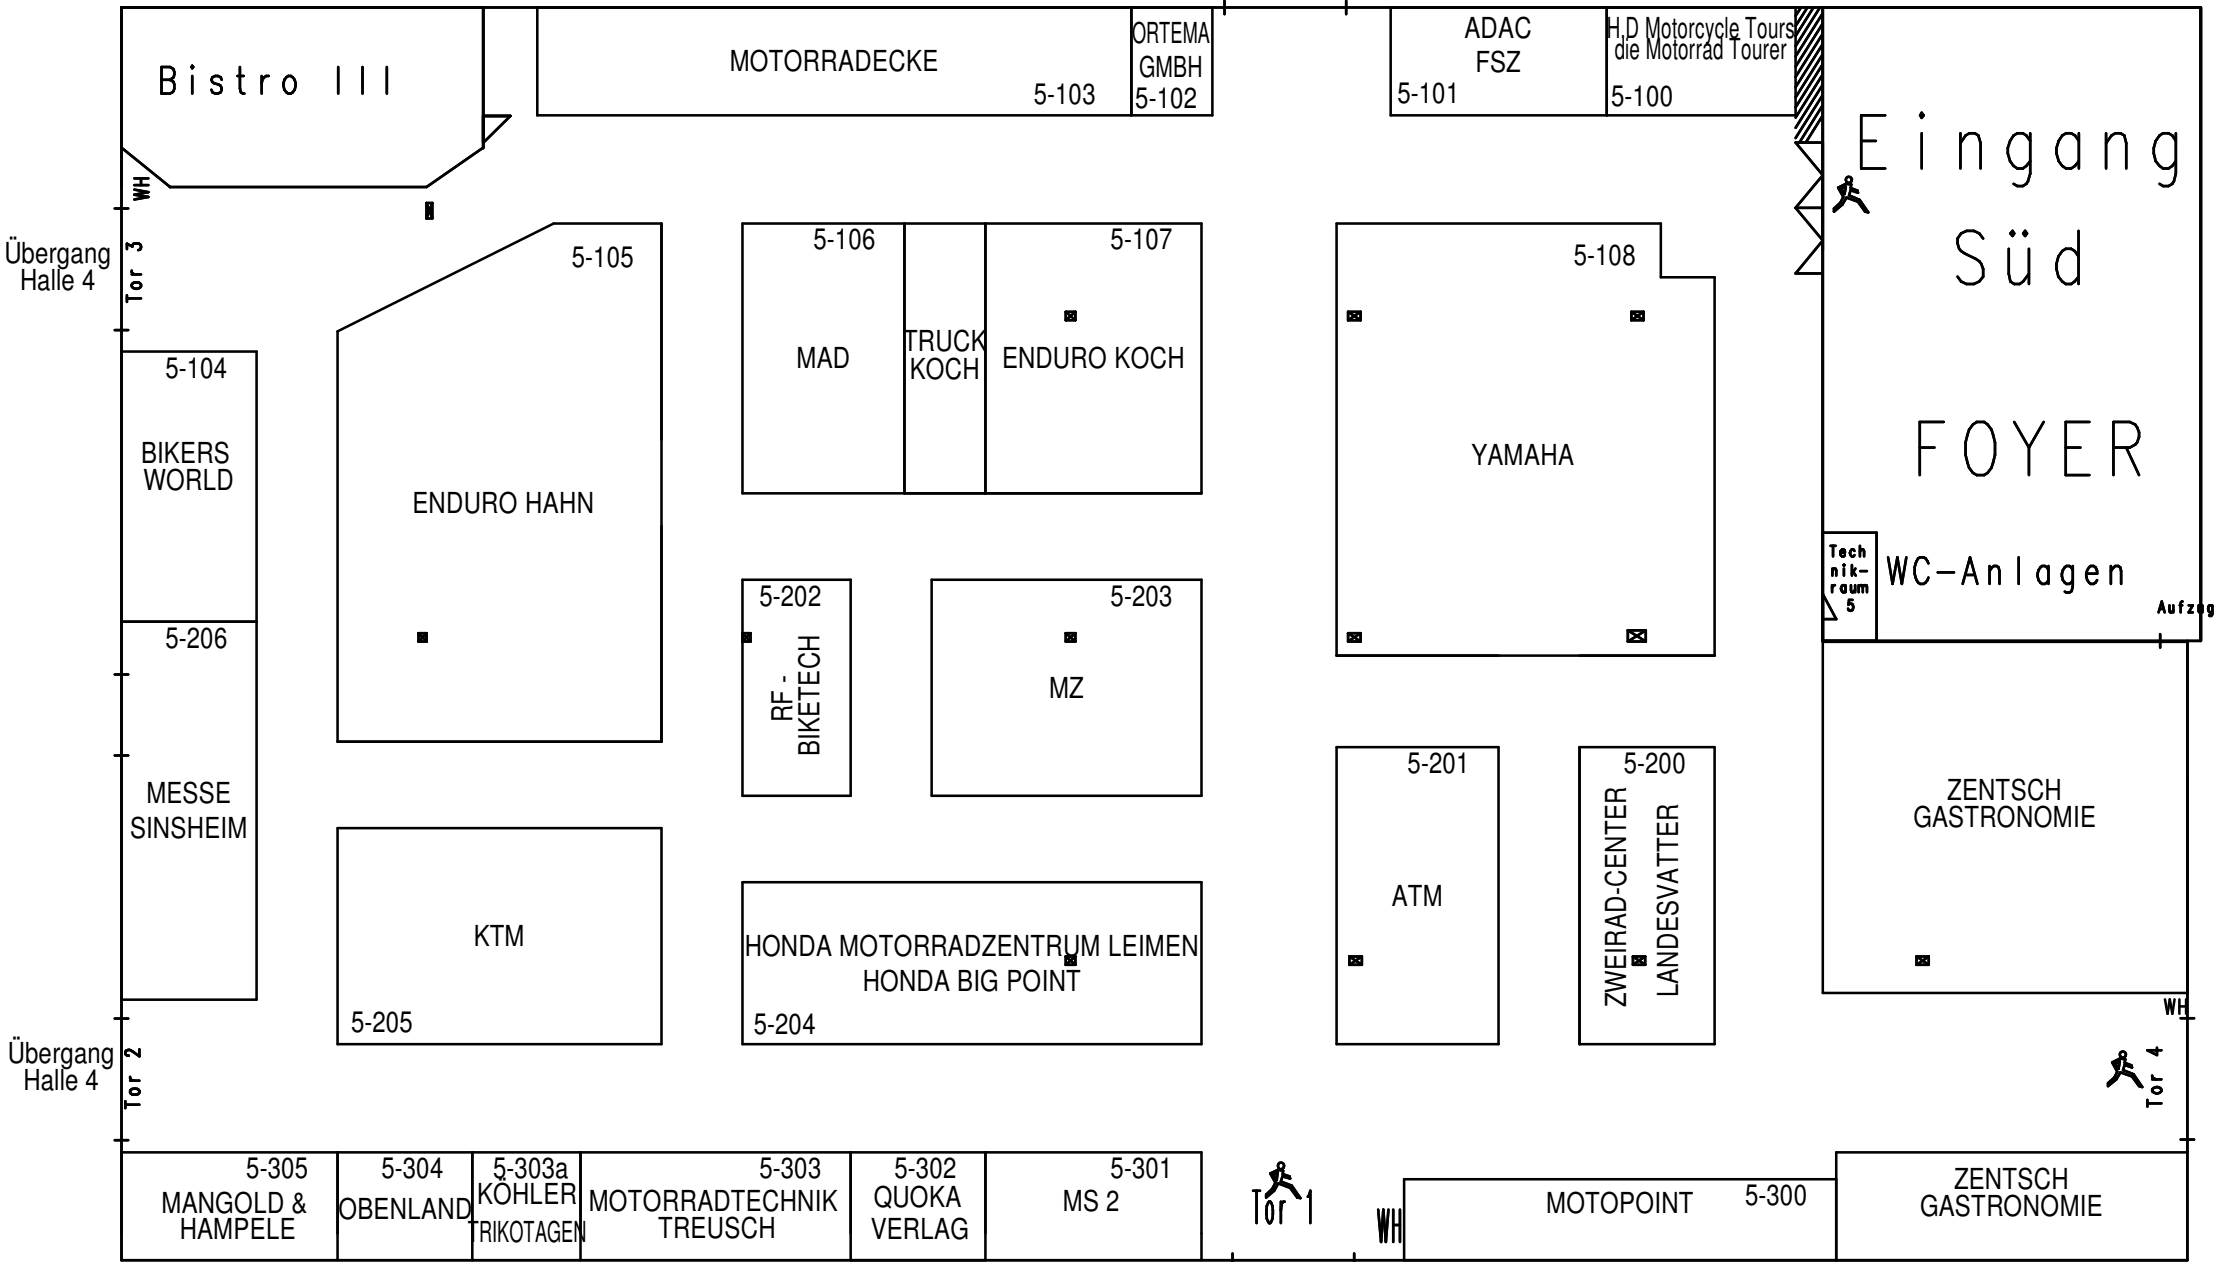 Bistro III
MOTORRADECKE
5-103
ORTEMA
GMBH
5-102
ADAC
FSZ
5-101
H.D Motorcycle Tours
die Motorrad Tourer
5-100
Eingang
Süd
FOYER
WC-Anlagen
Tech
nik-
raum
5
Aufzug
WH
Übergang
Halle 4
Tor 3
5-105
ENDURO HAHN
5-106
MAD
TRUCK
KOCH
5-107
ENDURO KOCH
5-108
YAMAHA
5-104
BIKERS
WORLD
5-206
MESSE
SINSHEIM
5-202
RF -
BIKETECH
5-203
MZ
5-201
ATM
5-200
ZWEIRAD-CENTER
LANDESVATTER
ZENTSCH
GASTRONOMIE
KTM
5-205
HONDA MOTORRADZENTRUM LEIMEN
HONDA BIG POINT
5-204
WH
Übergang
Halle 4
Tor 2
Tor 4
5-305
MANGOLD &
HAMPELE
5-304
OBENLAND
5-303a
KÖHLER
TRIKOTAGEN
5-303
MOTORRADTECHNIK
TREUSCH
5-302
QUOKA
VERLAG
5-301
MS 2
Tor 1
WH
MOTOPOINT
5-300
ZENTSCH
GASTRONOMIE